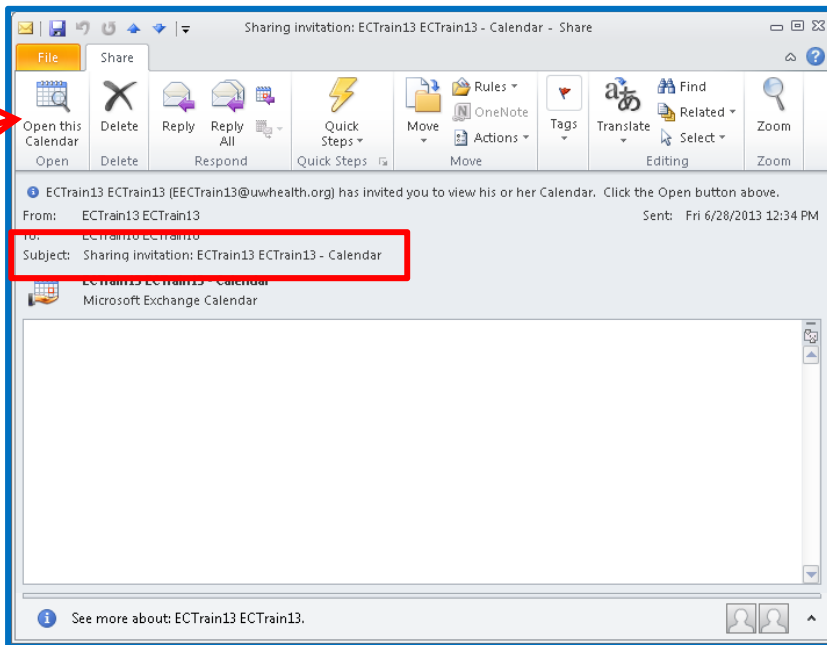 Sharing invitation: ECTrain13 ECTrain13 - Calendar - Share
File Share
Open this Calendar
Delete
Reply
Reply All
Quick Steps
Move
Rules
OneNote
Actions
Tags
Translate
Find
Related
Select
Zoom
Open Delete Respond Quick Steps Move Editing Zoom
ECTrain13 ECTrain13 (EECTrain13@uwhealth.org) has invited you to view his or her Calendar. Click the Open button above.
From: ECTrain13 ECTrain13 Sent: Fri 6/28/2013 12:34 PM
Subject: Sharing invitation: ECTrain13 ECTrain13 - Calendar
ECTrain13 ECTrain13 - Calendar
Microsoft Exchange Calendar
See more about: ECTrain13 ECTrain13.